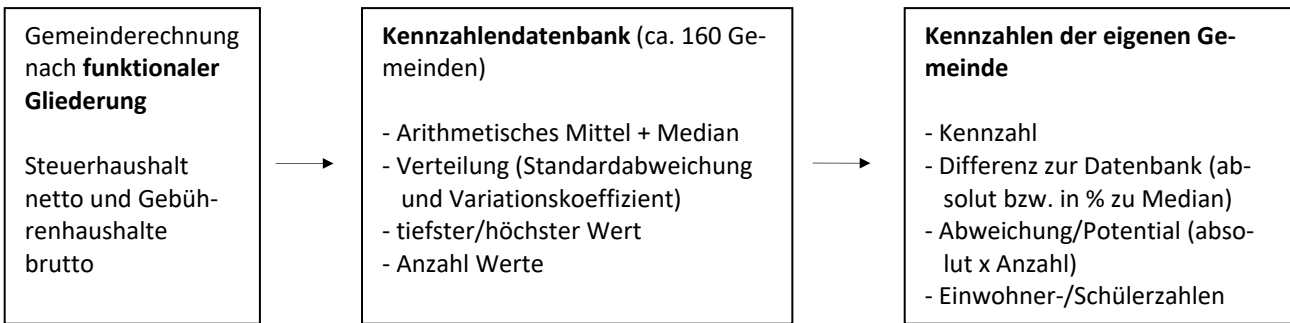 Gemeinderechnung
nach funktionaler
Gliederung
Steuerhaushalt
netto und Gebüh-
renhaushalte
brutto
Kennzahlendatenbank (ca. 160 Ge-
meinden)
- Arithmetisches Mittel + Median
- Verteilung (Standardabweichung
und Variationskoeffizient)
- tiefster/höchster Wert
- Anzahl Werte
Kennzahlen der eigenen Ge-
meinde
- Kennzahl
- Differenz zur Datenbank (ab-
solut bzw. in % zu Median)
- Abweichung/Potential (abso-
lut x Anzahl)
- Einwohner-/Schülerzahlen